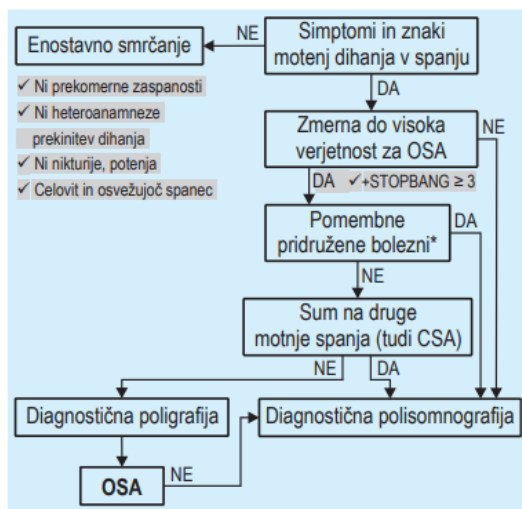 Enostavno smrčanje
NE
Simptomi in znaki
motenj dihanja v spanju
✓ Ni prekomerne zaspanosti
✓ Ni heteroanamneze
prekinitev dihanja
✓ Ni nikturije, potenja
✓ Celovit in osvežujoč spanec
DA
Zmerna do visoka
verjetnost za OSA
NE
DA
✓+STOPBANG ≥ 3
Pomembne
pridružene bolezni*
DA
NE
Sum na druge
motnje spanja (tudi CSA)
NE
DA
Diagnostična poligrafija
Diagnostična polisomnografija
OSA
NE